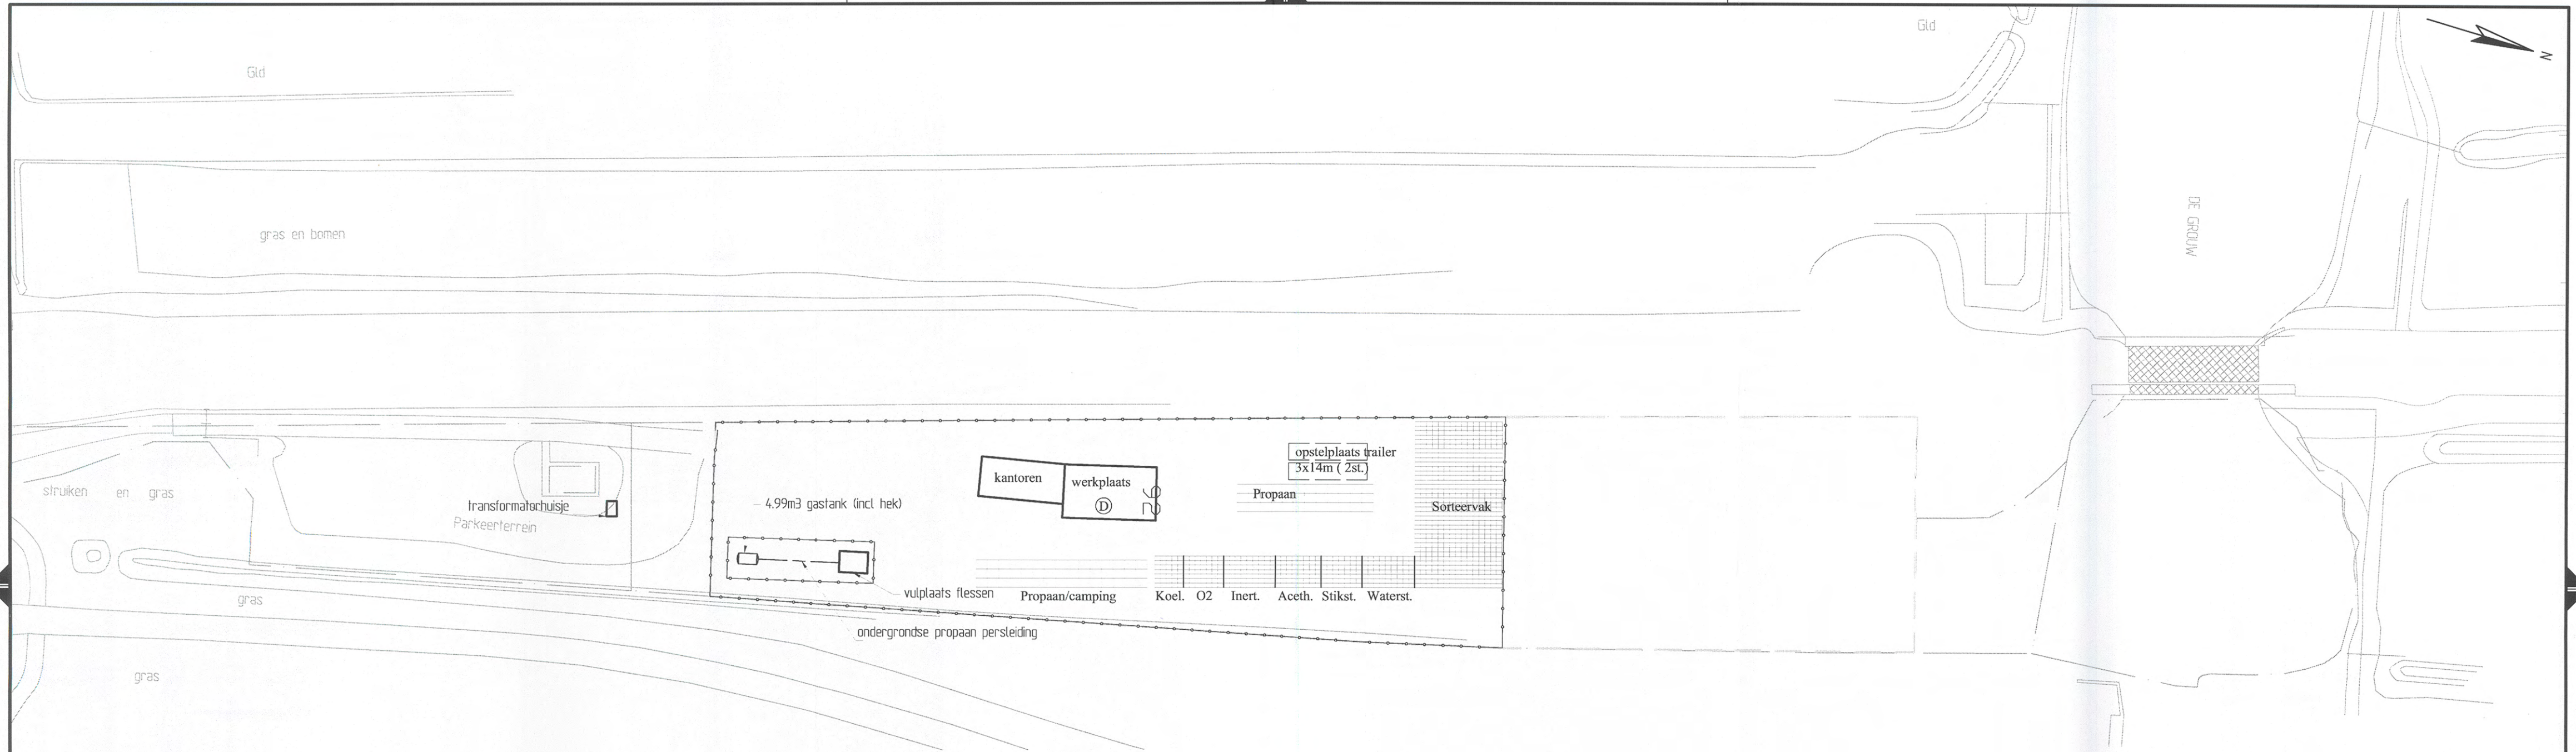 Gld
Gld
N
gras en bomen
DE GROUW
struiken en gras
transformatorhuisje
Parkeerterrein
4.99m3 gastank (incl hek)
kantoren
werkplaats
D
26
opstelplaats trailer
3x14m ( 2st.)
Propaan
Sorteervak
vulplaats flessen
Propaan/camping
Koel.
O2
Inert.
Aceth.
Stikst.
Waterst.
gras
ondergrondse propaan persleiding
gras